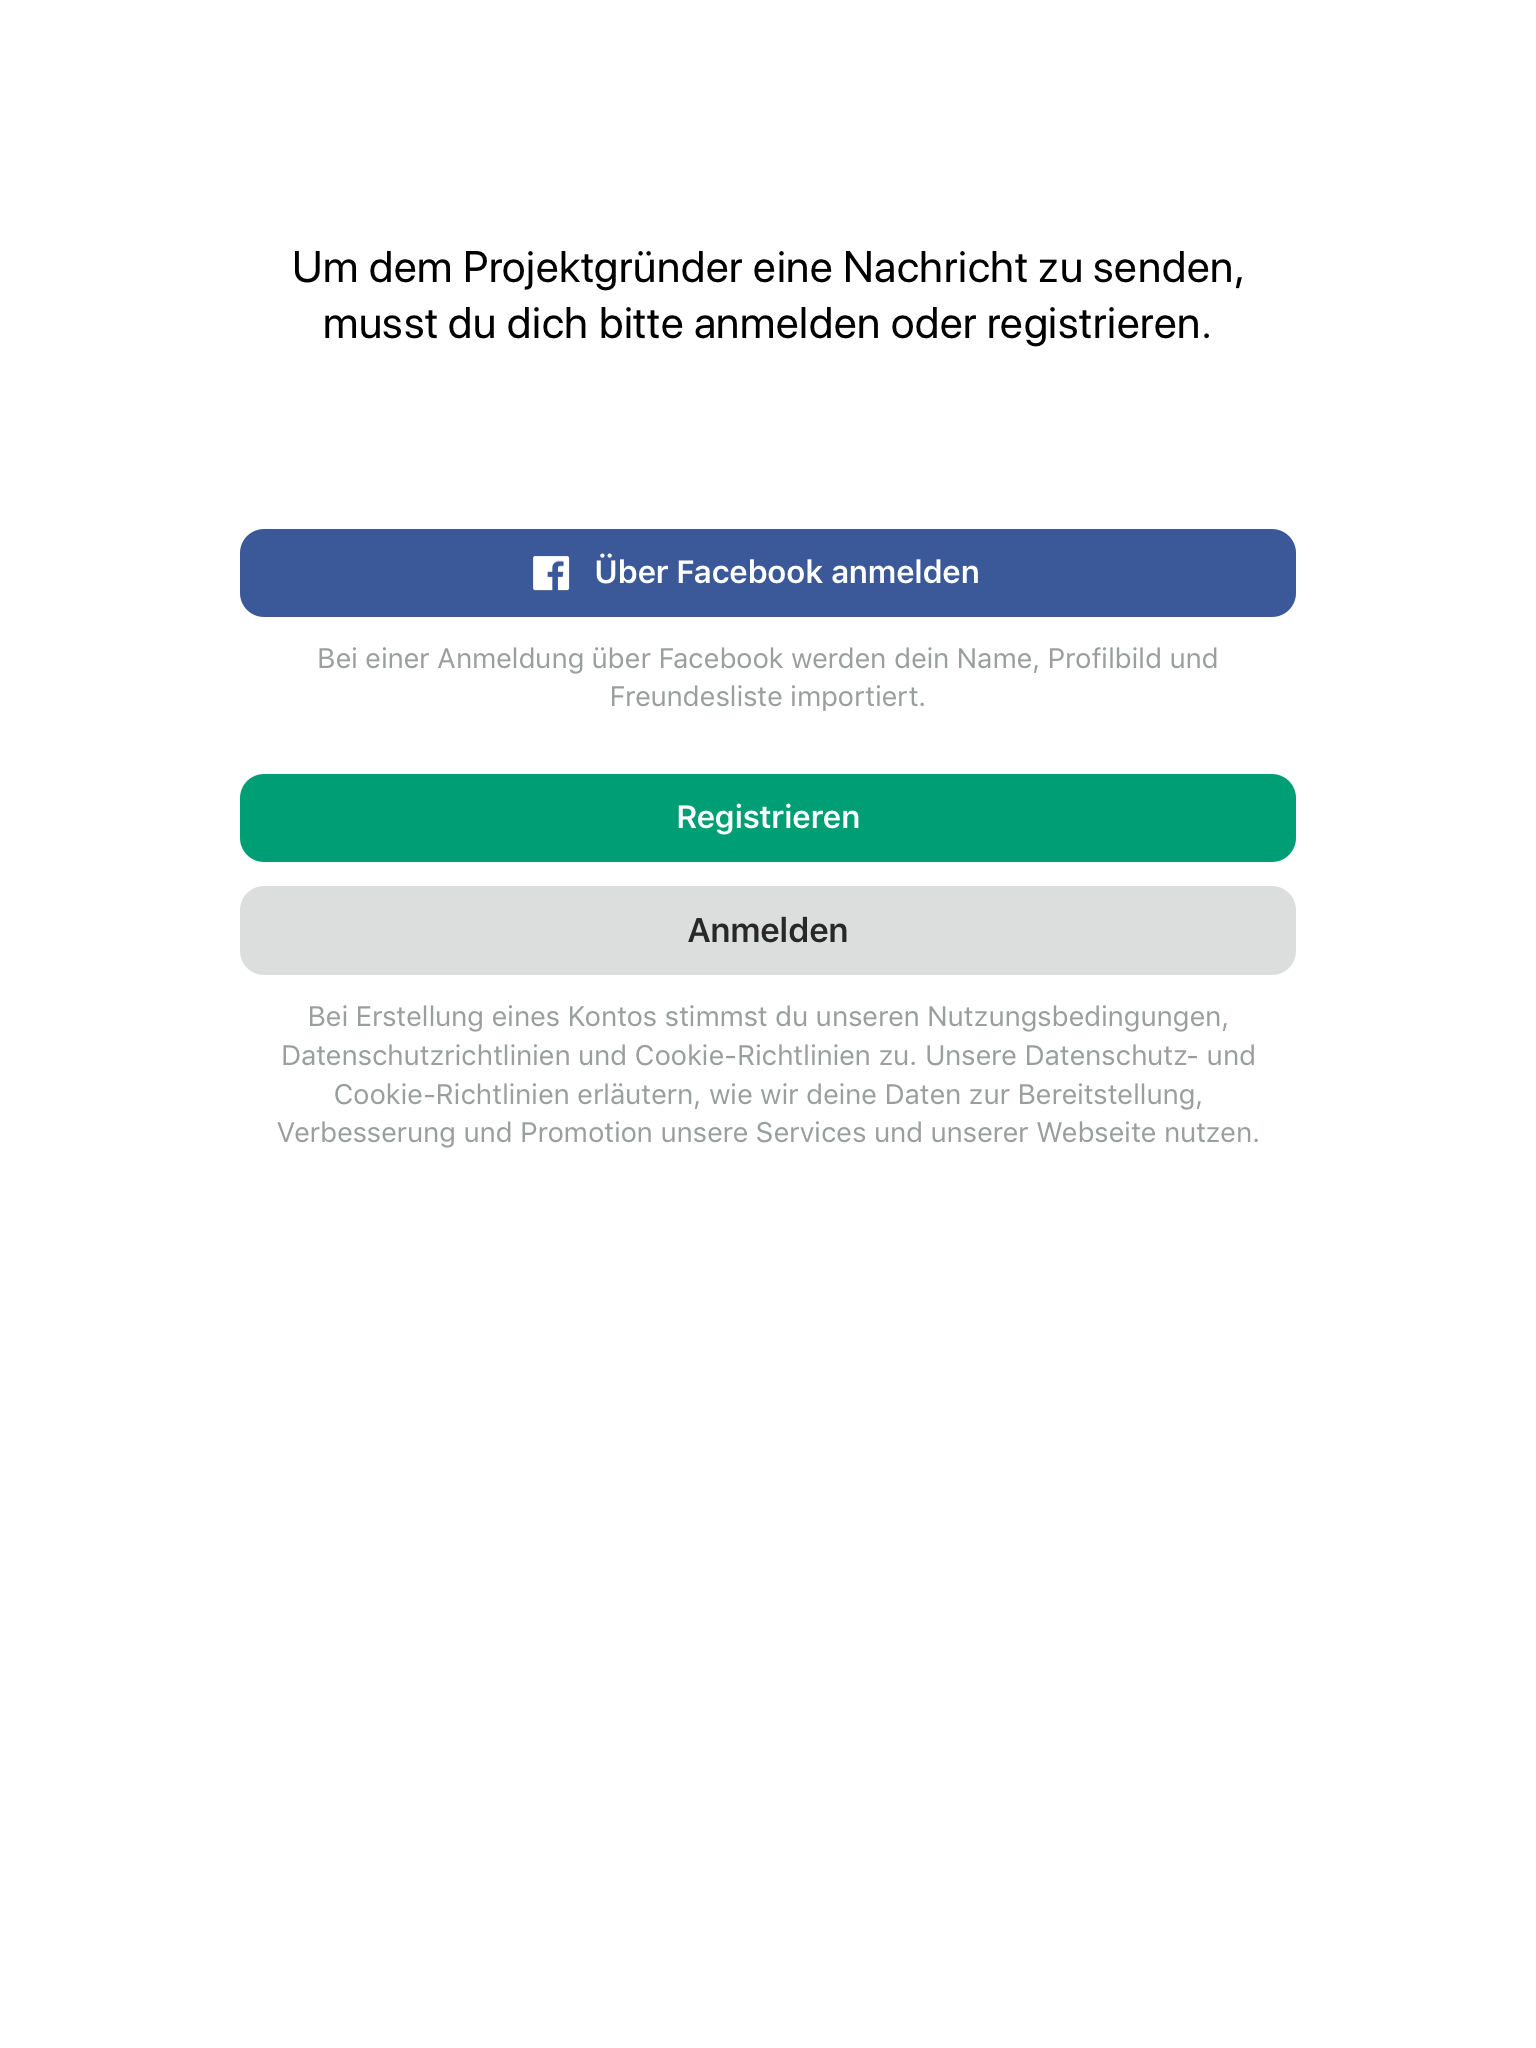 Um dem Projektgründer eine Nachricht zu senden,
musst du dich bitte anmelden oder registrieren.
Über Facebook anmelden
Bei einer Anmeldung über Facebook werden dein Name, Profilbild und
Freundesliste importiert.
Registrieren
Anmelden
Bei Erstellung eines Kontos stimmst du unseren Nutzungsbedingungen,
Datenschutzrichtlinien und Cookie-Richtlinien zu. Unsere Datenschutz- und
Cookie-Richtlinien erläutern, wie wir deine Daten zur Bereitstellung,
Verbesserung und Promotion unsere Services und unserer Webseite nutzen.